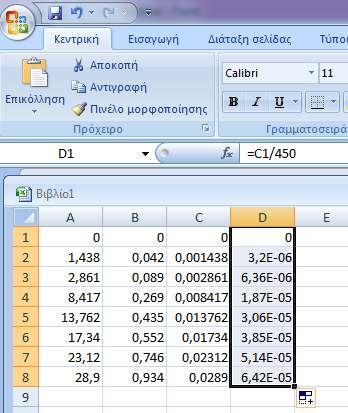 Κεντρική Εισαγωγή Διάταξη σελίδας
Επικόλληση
Αποκοπή
Αντιγραφή
Πινέλο μορφοποίησης
Πρόχειρο
Calibri 11
B I U
Γραμματοσειρά
D1 fx =C1/450
Βιβλίο1
A B C D E
1 0 0 0 0
2 1,438 0,042 0,001438 3,2E-06
3 2,861 0,089 0,002861 6,36E-06
4 8,417 0,269 0,008417 1,87E-05
5 13,762 0,435 0,013762 3,06E-05
6 17,34 0,552 0,01734 3,85E-05
7 23,12 0,746 0,02312 5,14E-05
8 28,9 0,934 0,0289 6,42E-05
9